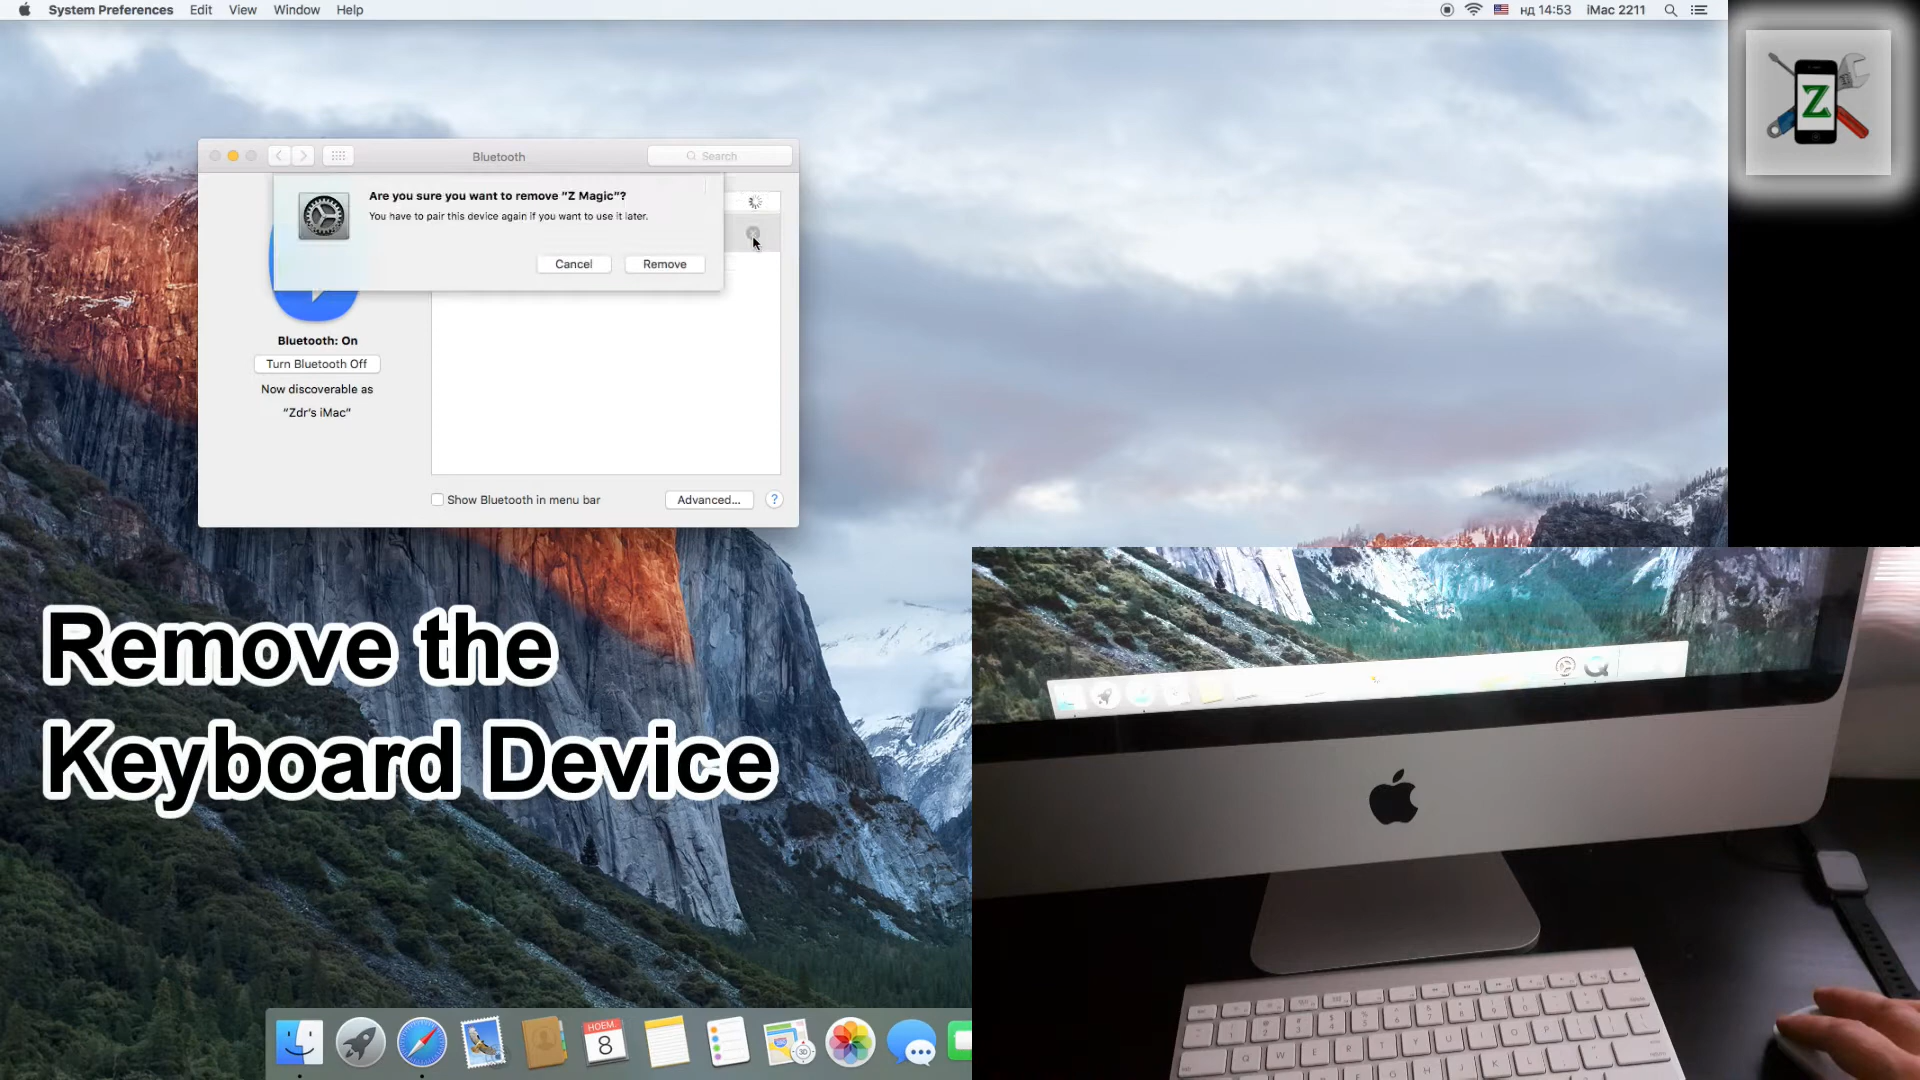 System Preferences Edit View Window Help
нд 14:53 iMac 2211
Z
Bluetooth
Search
Are you sure you want to remove “Z Magic”?
You have to pair this device again if you want to use it later.
Cancel Remove
Bluetooth: On
Turn Bluetooth Off
Now discoverable as
“Zdr’s iMac”
Show Bluetooth in menu bar
Advanced... ?
Remove the
Keyboard Device
НОЕМ.
8